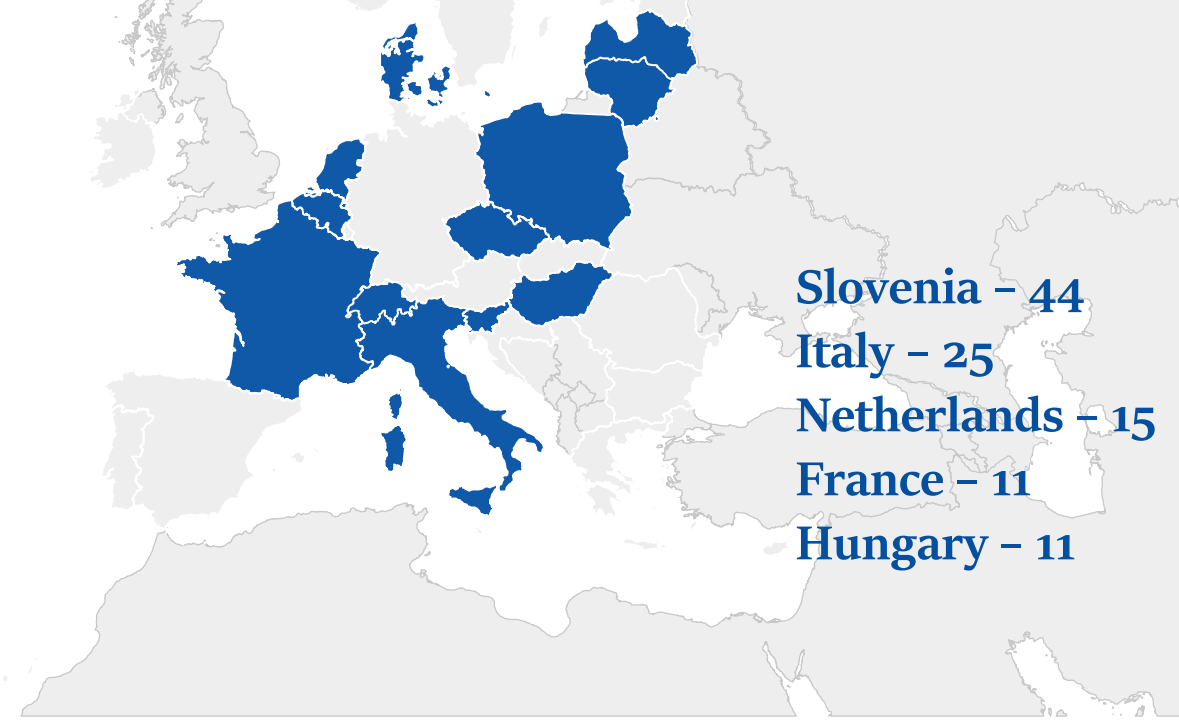 Slovenia – 44
Italy – 25
Netherlands – 15
France – 11
Hungary – 11